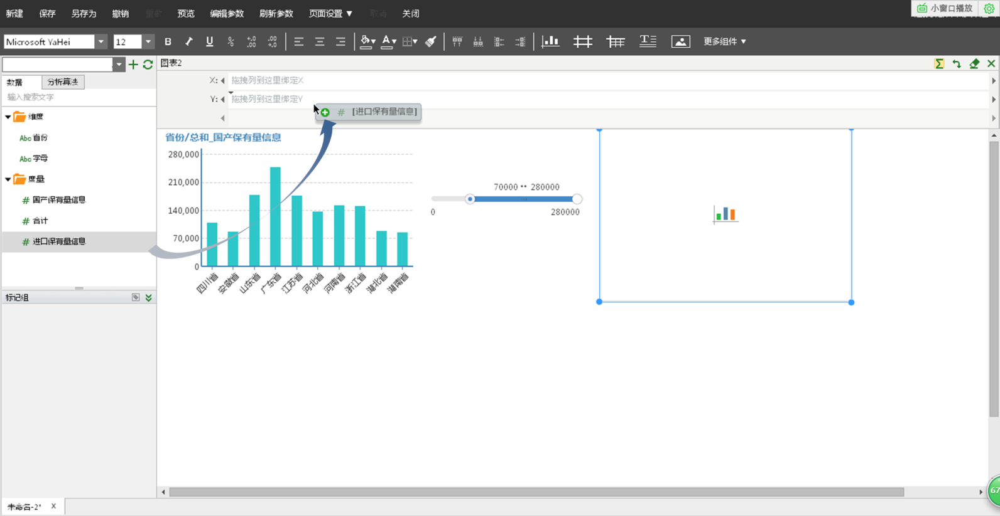 新建 保存 另存为 撤销 重做 预览 编辑参数 刷新参数 页面设置 ▼ 取消 关闭
小窗口播放
Microsoft YaHei 12 B U % 更多组件 ▼
图表2
数据 分析算法
输入搜索文字
X: 拖拽列到这里绑定X
Y: 拖拽列到这里绑定Y
# [进口保有量信息]
维度
Abc 省份
Abc 字母
度量
# 国产保有量信息
# 合计
# 进口保有量信息
标记组
省份/总和_国产保有量信息
280,000
210,000
140,000
70,000
0
四川省 安徽省 山东省 广东省 江苏省 河北省 河南省 浙江省 湖北省 湖南省
70000 •• 280000
0 280000
67
未命名-2* X